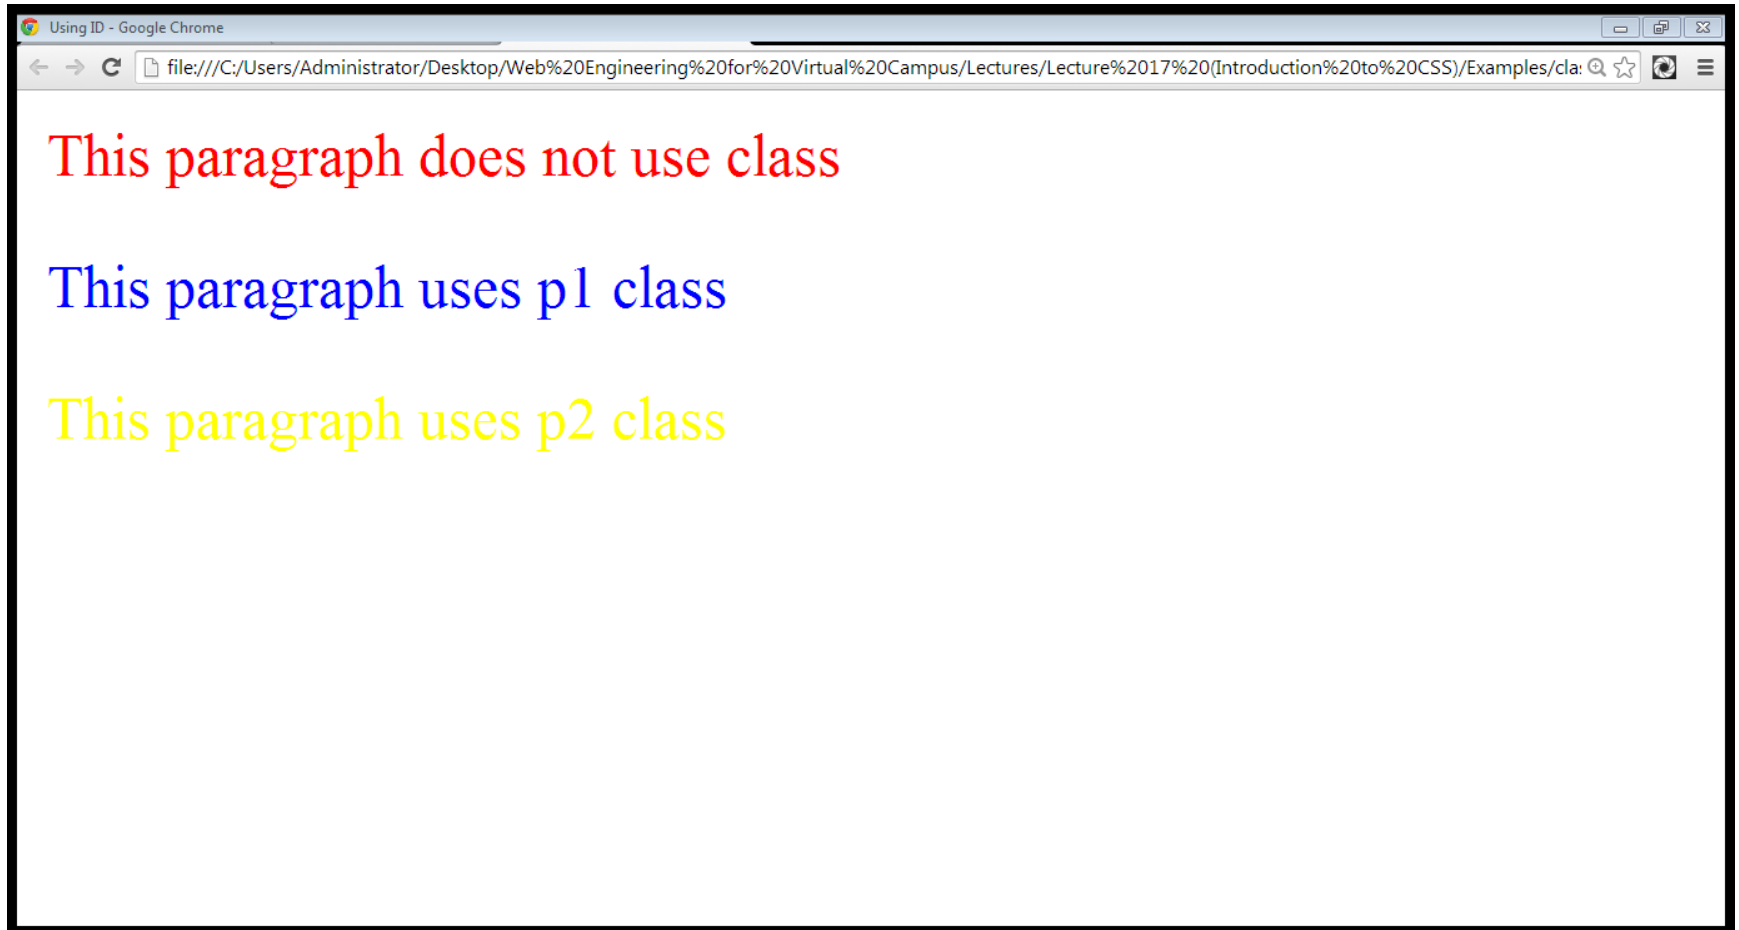 Using ID - Google Chrome
file:///C:/Users/Administrator/Desktop/Web%20Engineering%20for%20Virtual%20Campus/Lectures/Lecture%2017%20(Introduction%20to%20CSS)/Examples/cla
This paragraph does not use class
This paragraph uses p1 class
This paragraph uses p2 class